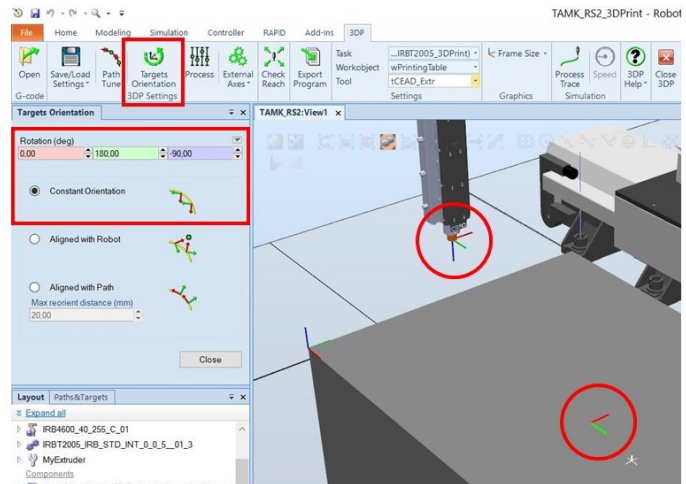 TAMK_RS2_3DPrint - Robot
File Home Modeling Simulation Controller RAPID Add-Ins 3DP
Open Save/Load Settings Path Tune Targets Orientation Process External Axes Check Reach Export Program
Task ...IRBT2005_3DPrint)
Workobject wPrintingTable
Tool tCEAD_Extr
Frame Size
Process Trace Speed 3DP Help Close 3DP
G-code 3DP Settings Settings Graphics Simulation
Targets Orientation
TAMK_RS2:View1 x
Rotation (deg)
0,00 180,00 -90,00
Constant Orientation
Aligned with Robot
Aligned with Path
Max reorient distance (mm)
20,00
Close
Layout Paths&Targets
Expand all
IRB4600_40_255_C_01
IRBT2005_IRB_STD_INT_0_0_5__01_3
MyExtruder
Components